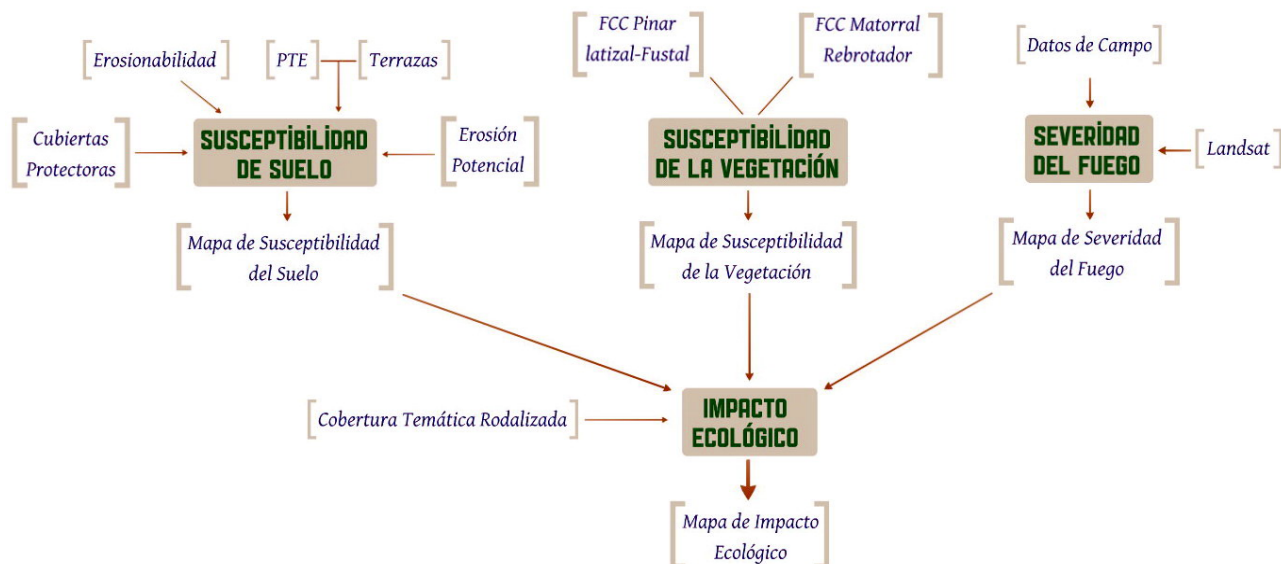 FCC Pinar
latizal-Fustal
FCC Matorral
Rebrotador
Erosionabilidad
PTE
Terrazas
Datos de Campo
Cubiertas
Protectoras
SUSCEPTIBILIDAD
DE SUELO
Erosión
Potencial
SUSCEPTIBILIDAD
DE LA VEGETACIÓN
SEVERIDAD
DEL FUEGO
Landsat
Mapa de Susceptibilidad
del Suelo
Mapa de Susceptibilidad
de la Vegetación
Mapa de Severidad
del Fuego
Cobertura Temática Rodalizada
IMPACTO
ECOLÓGICO
Mapa de Impacto
Ecológico